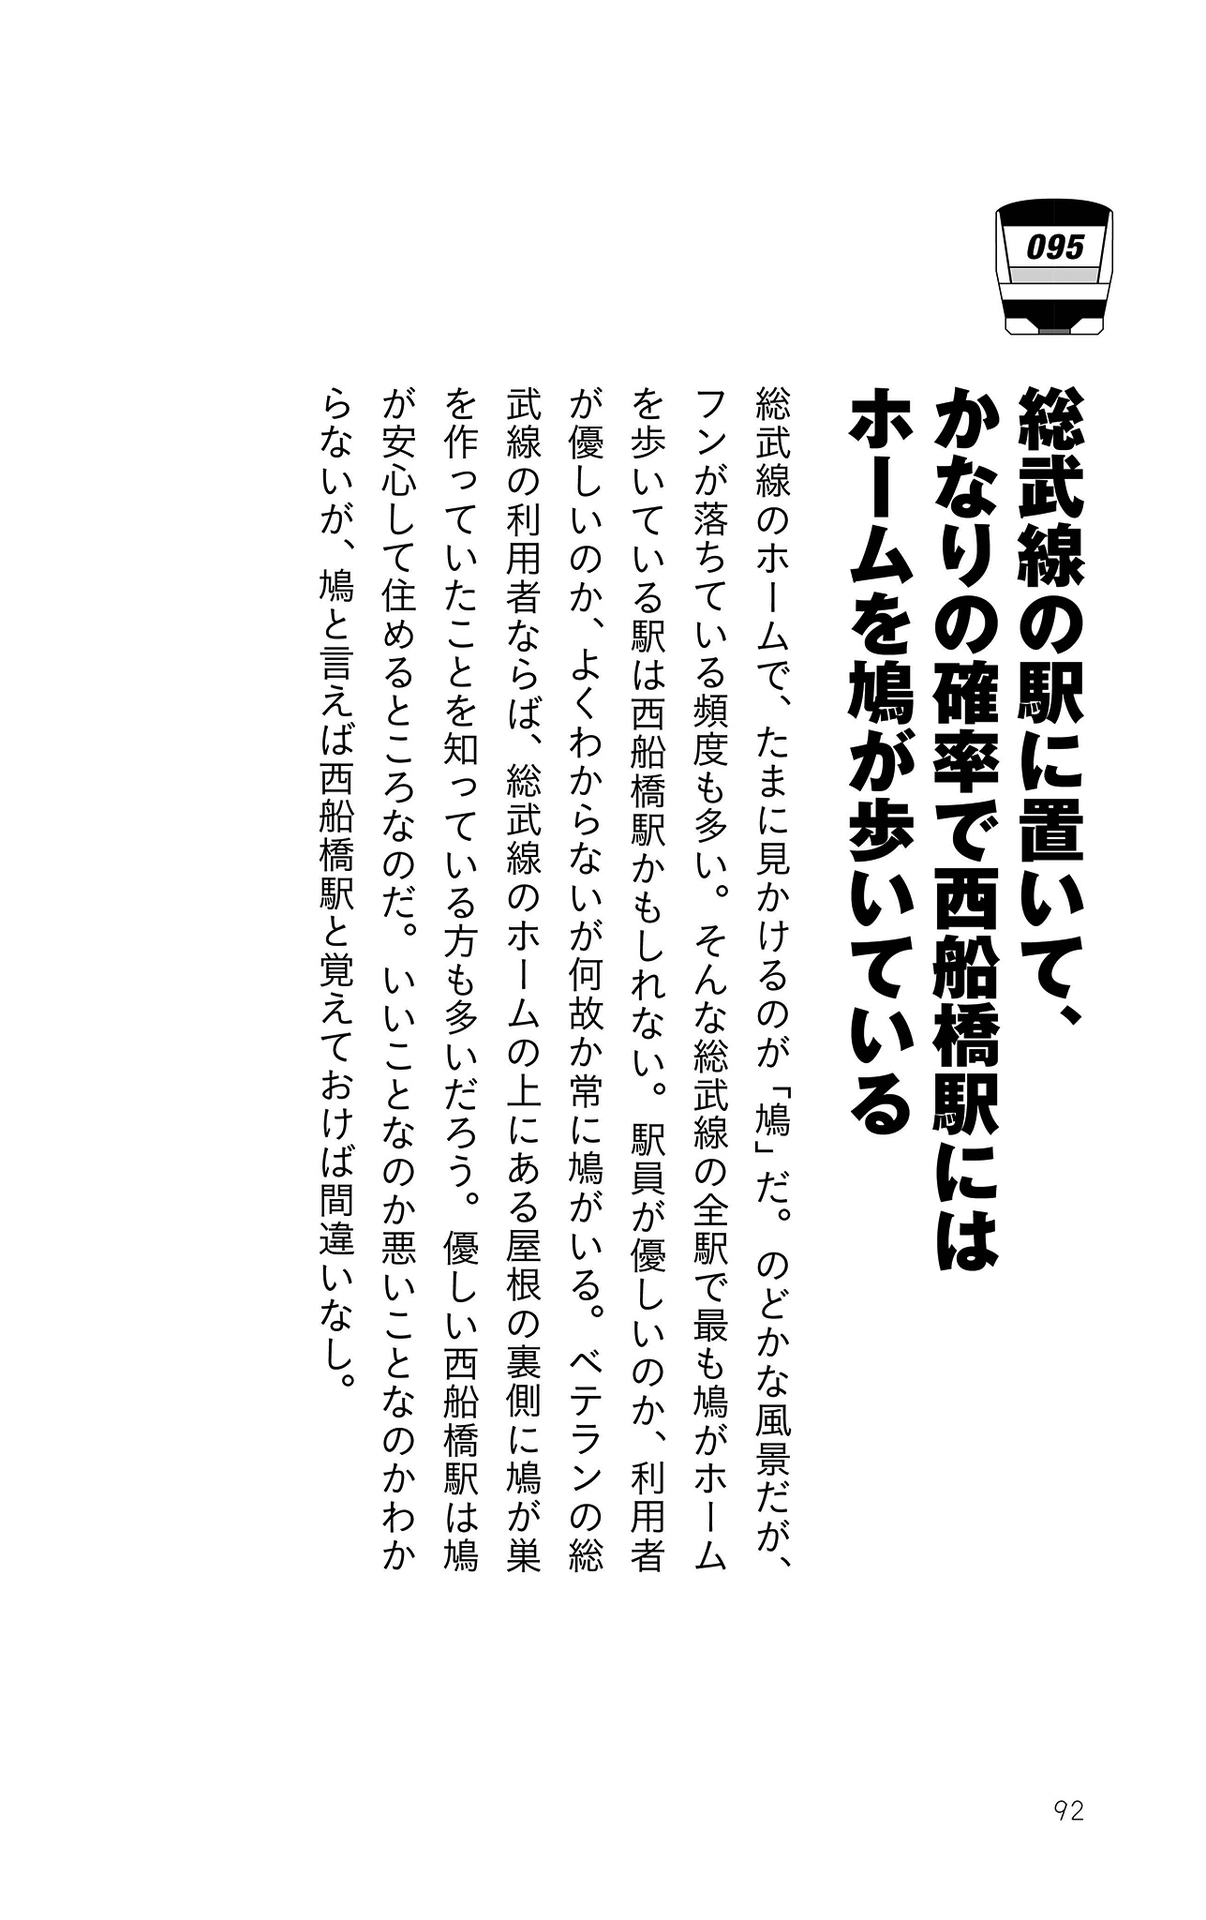 095
総武線の駅に置いて、
かなりの確率で西船橋駅には
ホームを鳩が歩いている
総武線のホームで、たまに見かけるのが「鳩」だ。のどかな風景だが、
フンが落ちている頻度も多い。そんな総武線の全駅で最も鳩がホーム
を歩いている駅は西船橋駅かもしれない。駅員が優しいのか、利用者
が優しいのか、よくわからないが何故か常に鳩がいる。ベテランの総
武線の利用者ならば、総武線のホームの上にある屋根の裏側に鳩が巣
を作っていたことを知っている方も多いだろう。優しい西船橋駅は鳩
が安心して住めるところなのだ。いいことなのか悪いことなのかわか
らないが、鳩と言えば西船橋駅と覚えておけば間違いなし。
92